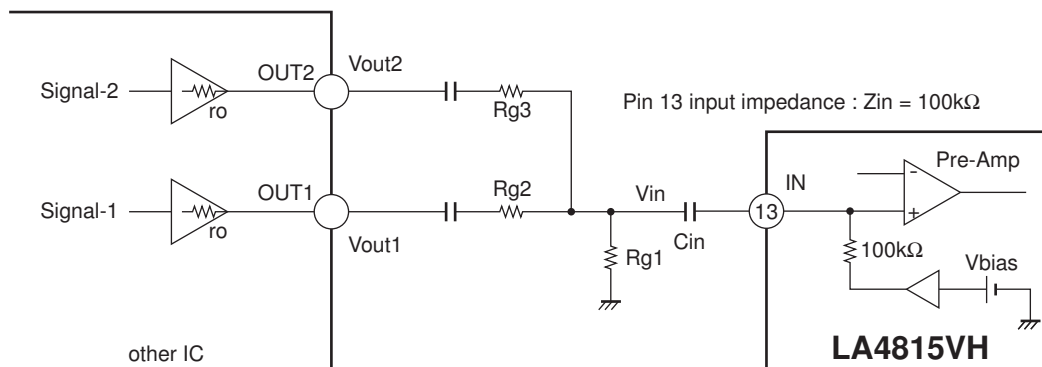 Signal-2
ro
OUT2
Vout2
Rg3
Pin 13 input impedance : Zin = 100kΩ
Signal-1
ro
OUT1
Vout1
Rg2
Rg1
Vin
Cin
13
IN
Pre-Amp
-
+
100kΩ
Vbias
other IC
LA4815VH